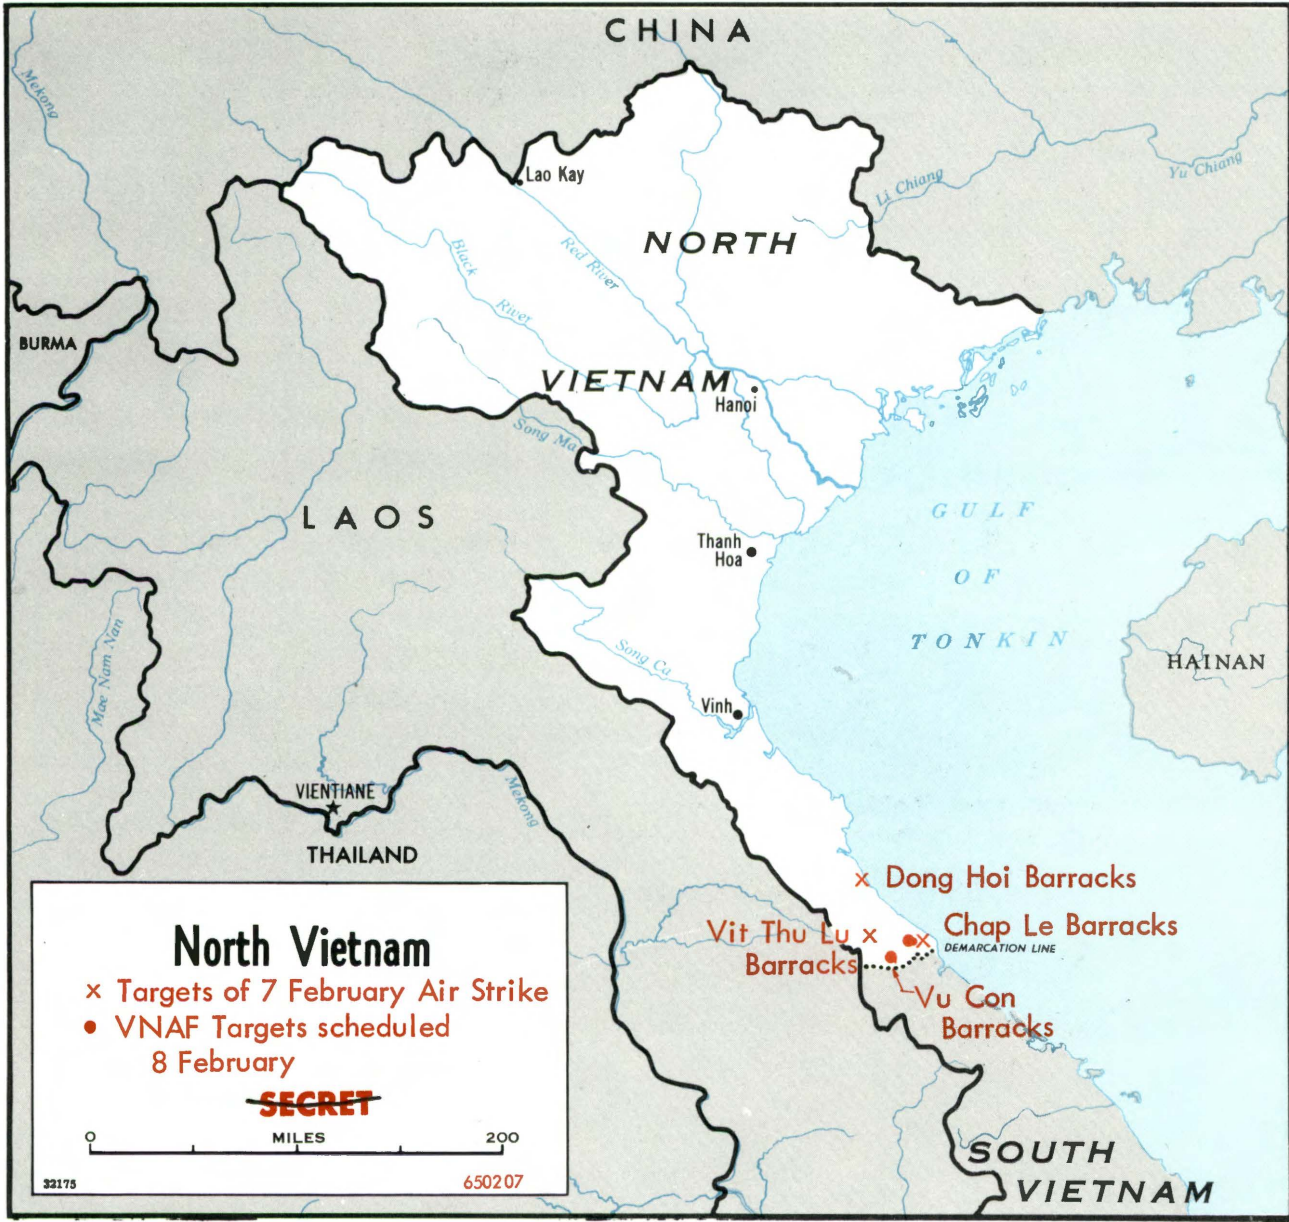 CHINA
Mekong
Lao Kay
Li Chiang
Yu Chiang
NORTH
Black
River
Red River
BURMA
VIETNAM
Hanoi
Song Ma
LAOS
GULF
OF
TONKIN
Thanh
Hoa
Mae Nam Nan
Song Ca
HAINAN
Vinh
VIENTIANE
Mekong
THAILAND
Dong Hoi Barracks
Vit Thu Lu
Barracks
Chap Le Barracks
DEMARCATION LINE
Vu Con
Barracks
North Vietnam
x Targets of 7 February Air Strike
● VNAF Targets scheduled
8 February
SECRET
0 MILES 200
32175
650207
SOUTH
VIETNAM